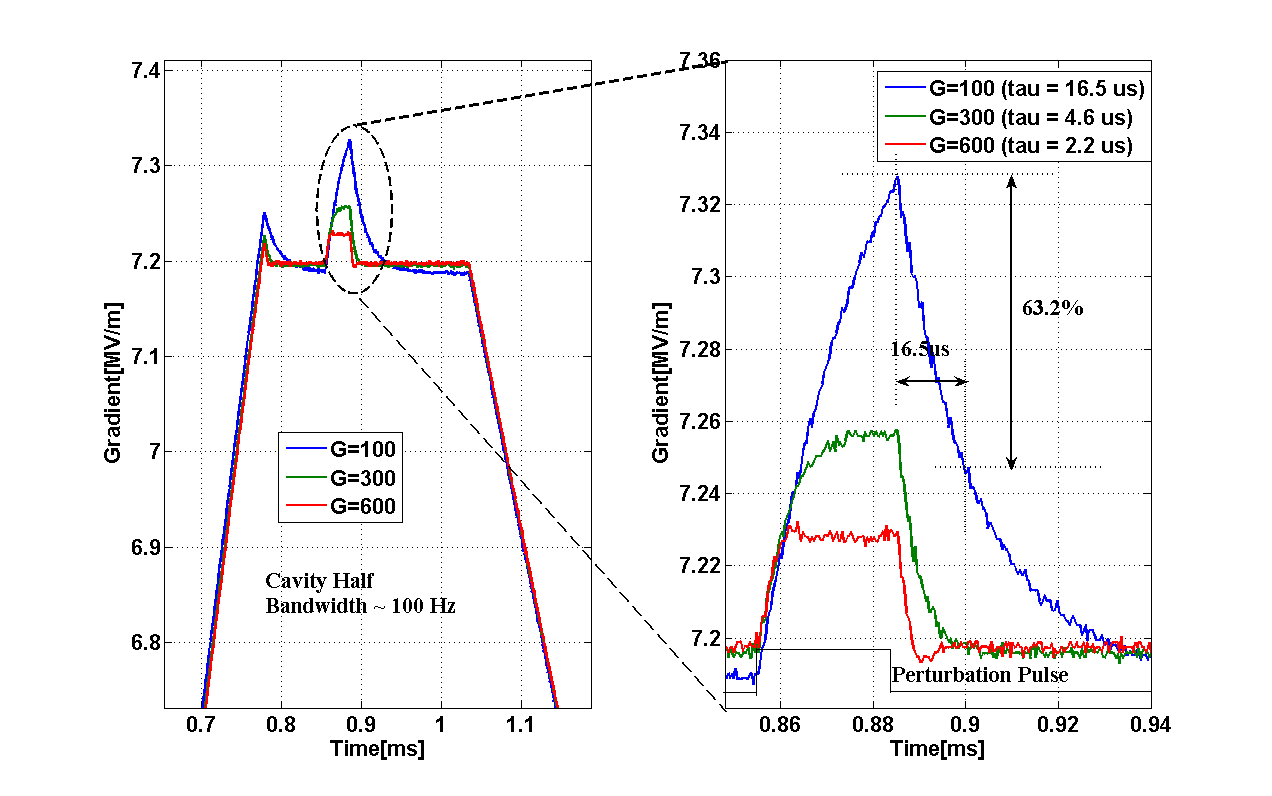 7.4
7.3
7.2
7.1
7
6.9
6.8
Gradient[MV/m]
0.7
0.8
0.9
1
1.1
Time[ms]
G=100
G=300
G=600
Cavity Half
Bandwidth ~ 100 Hz
7.36
7.34
7.32
7.3
7.28
7.26
7.24
7.22
7.2
Gradient[MV/m]
G=100 (tau = 16.5 us)
G=300 (tau = 4.6 us)
G=600 (tau = 2.2 us)
63.2%
16.5us
Perturbation Pulse
0.86
0.88
0.9
0.92
0.94
Time[ms]